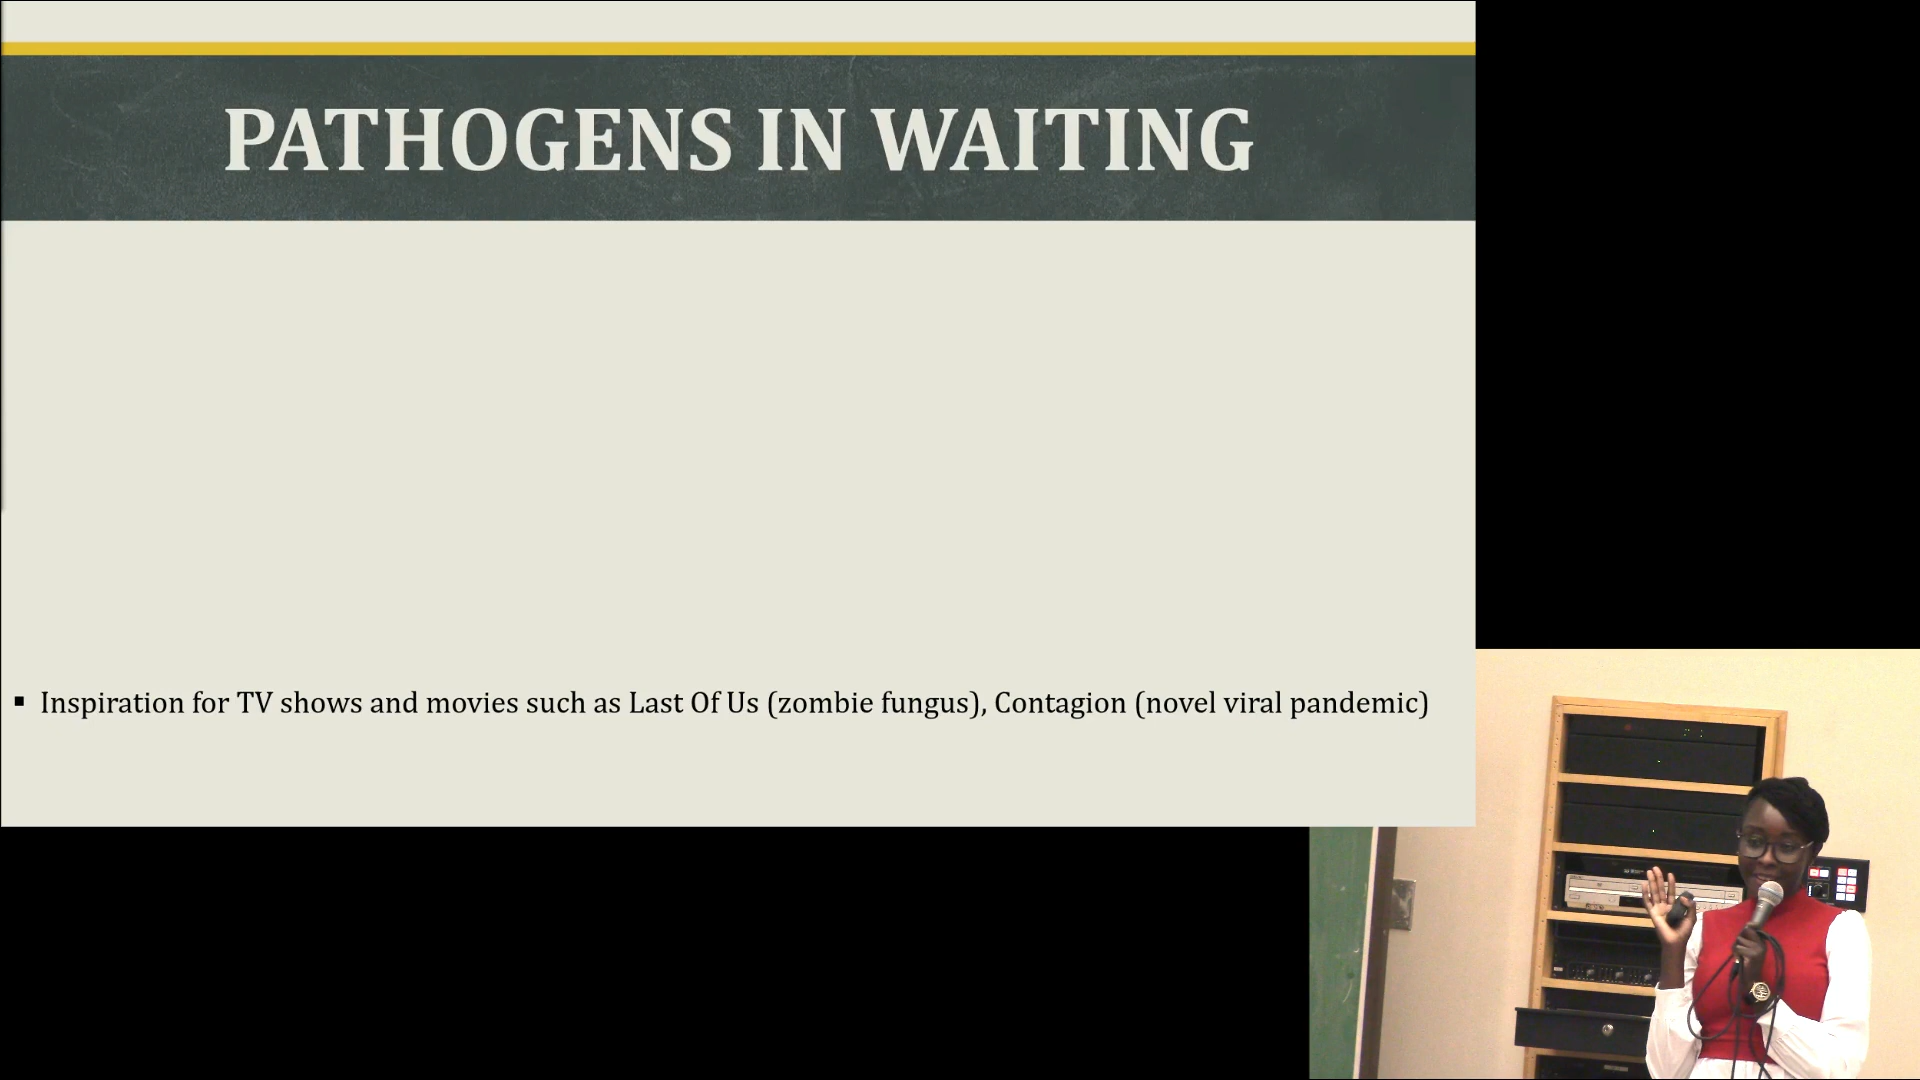 PATHOGENS IN WAITING
▪ Inspiration for TV shows and movies such as Last Of Us (zombie fungus), Contagion (novel viral pandemic)